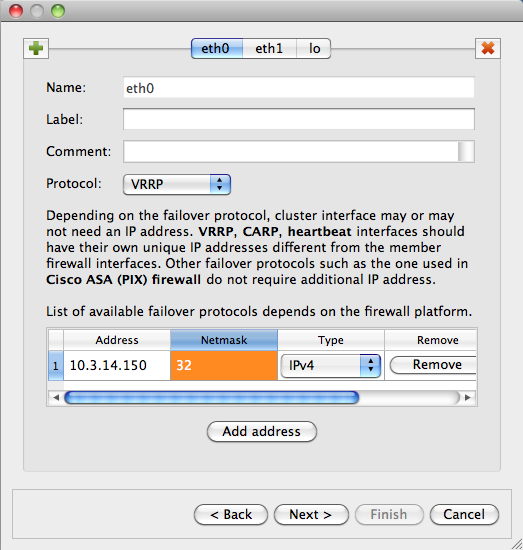 eth0 eth1 lo
Name: eth0
Label:
Comment:
Protocol: VRRP
Depending on the failover protocol, cluster interface may or may
not need an IP address. VRRP, CARP, heartbeat interfaces should
have their own unique IP addresses different from the member
firewall interfaces. Other failover protocols such as the one used in
Cisco ASA (PIX) firewall do not require additional IP address.
List of available failover protocols depends on the firewall platform.
Address Netmask Type Remove
1 10.3.14.150 32 IPv4 Remove
Add address
< Back Next > Finish Cancel